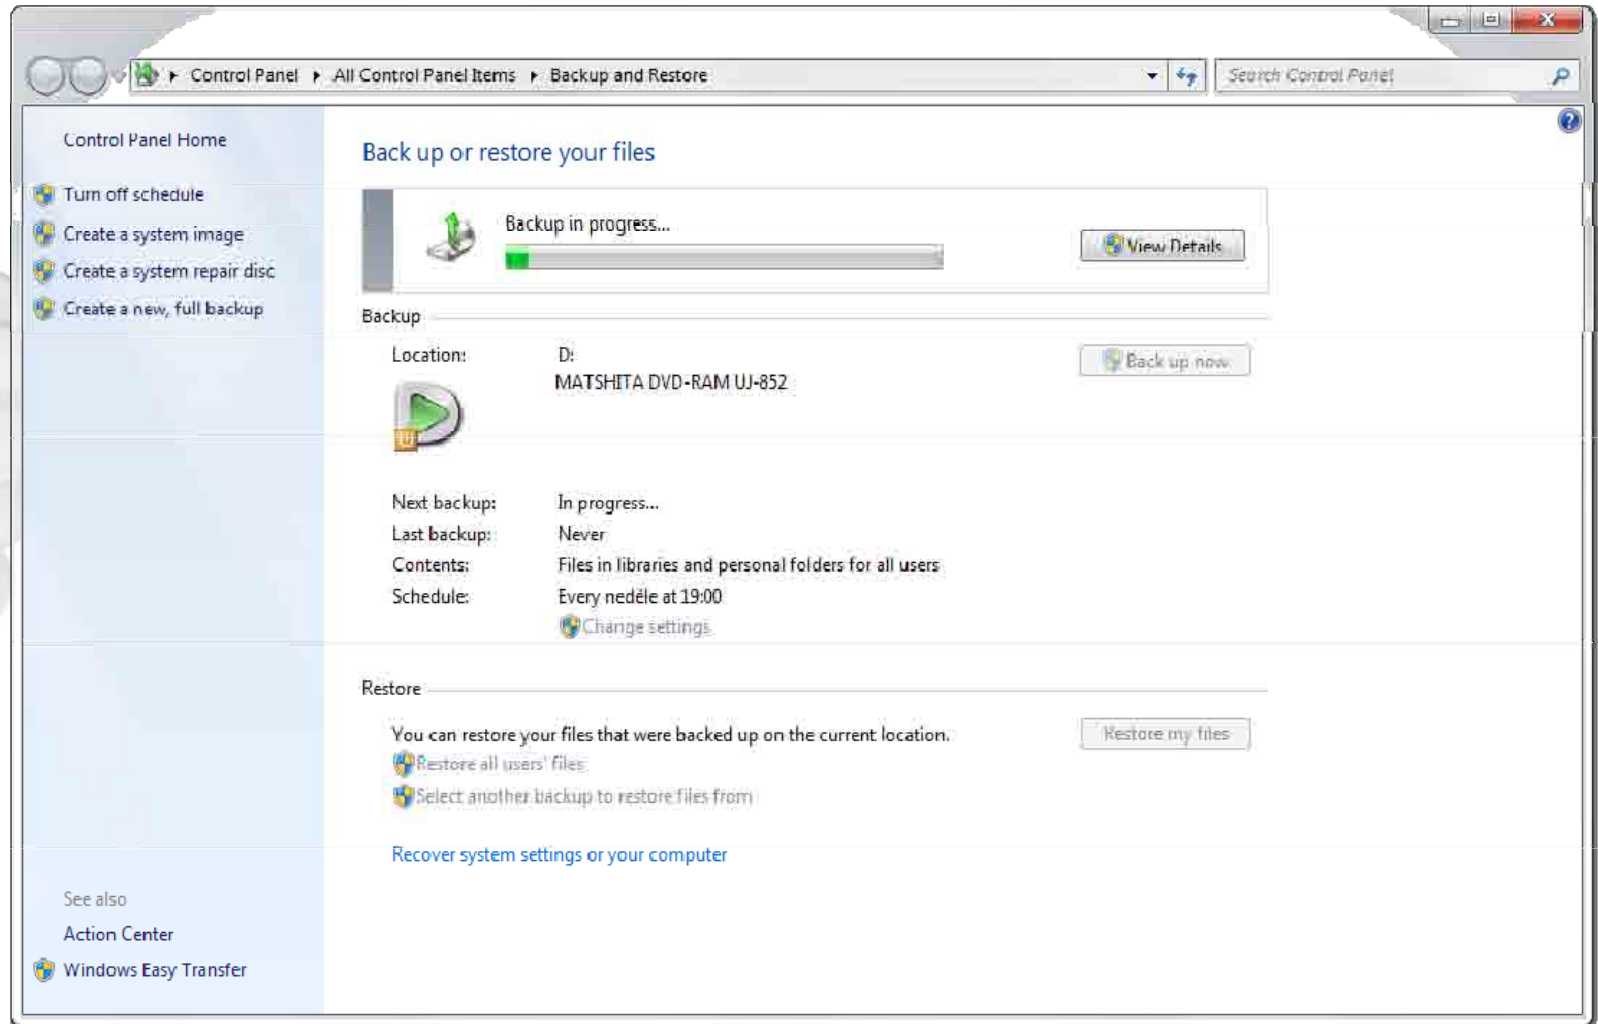 Control Panel ▸ All Control Panel Items ▸ Backup and Restore
Search Control Panel
Control Panel Home
Turn off schedule
Create a system image
Create a system repair disc
Create a new, full backup
See also
Action Center
Windows Easy Transfer
Back up or restore your files
Backup in progress...
View Details
Backup
Location: D:
MATSHITA DVD-RAM UJ-852
Back up now
Next backup: In progress...
Last backup: Never
Contents: Files in libraries and personal folders for all users
Schedule: Every neděle at 19:00
Change settings
Restore
You can restore your files that were backed up on the current location.
Restore my files
Restore all users' files
Select another backup to restore files from
Recover system settings or your computer